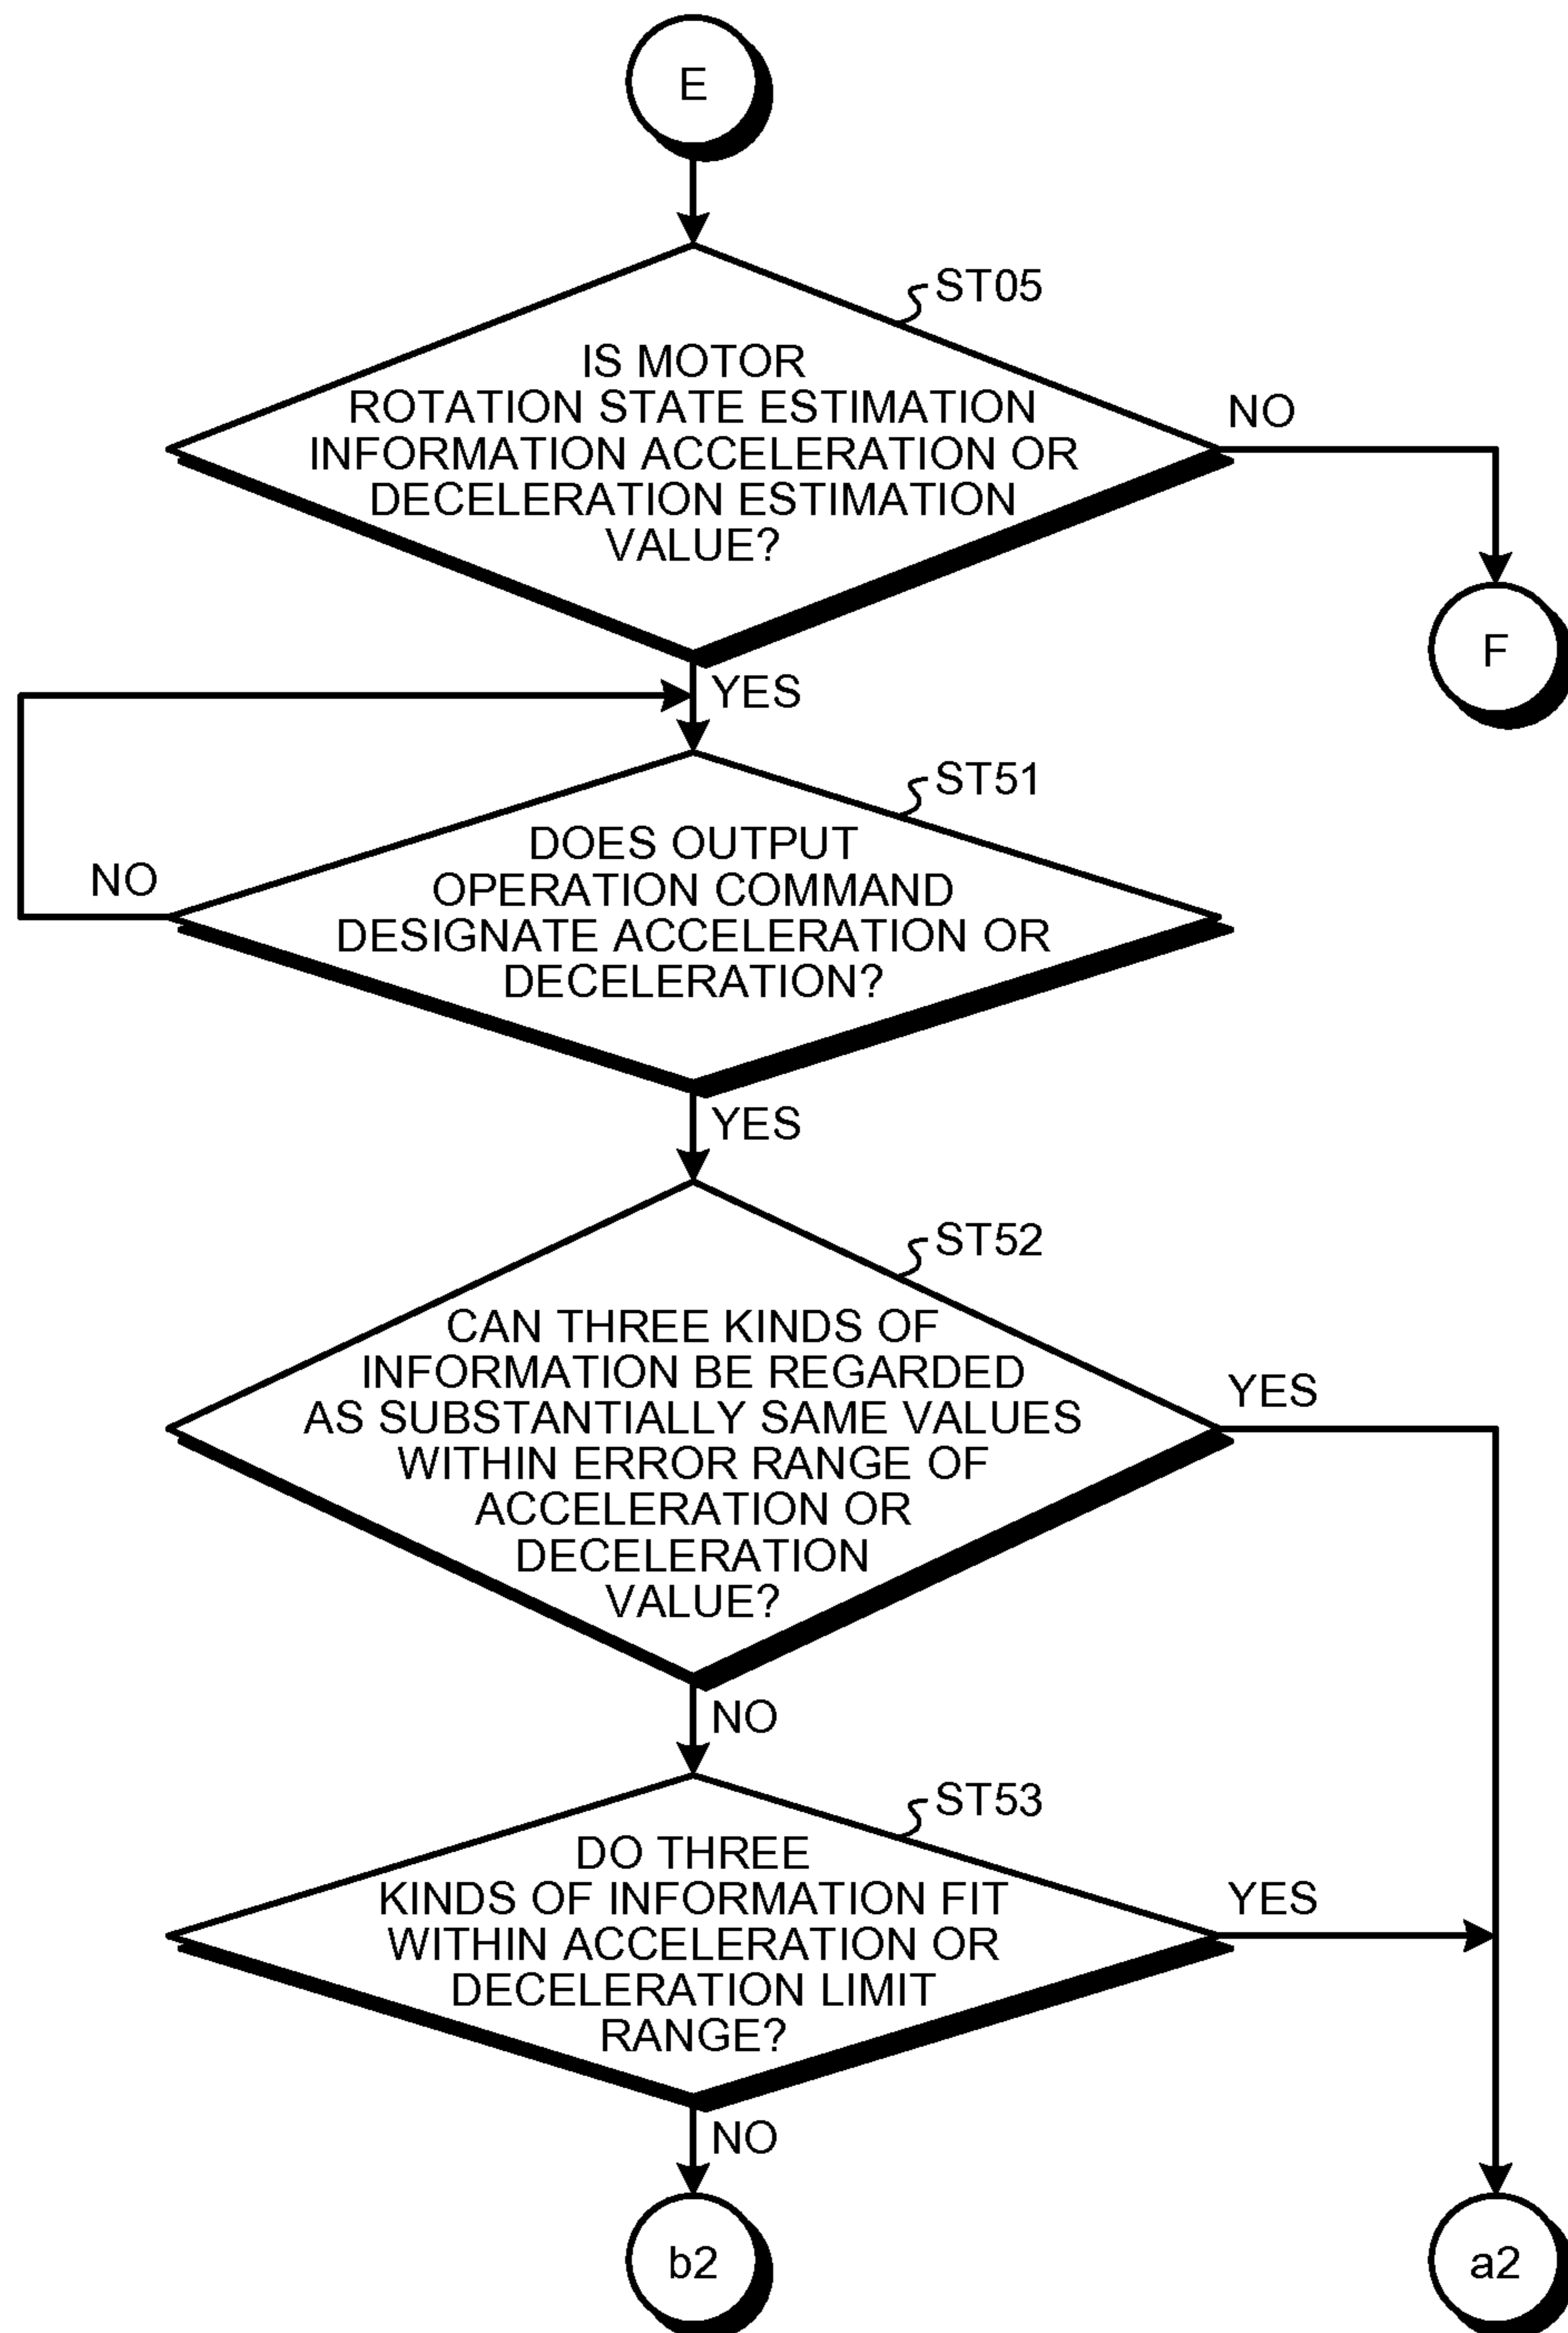 E
ST05
IS MOTOR
ROTATION STATE ESTIMATION
INFORMATION ACCELERATION OR
DECELERATION ESTIMATION
VALUE?
NO
F
YES
ST51
DOES OUTPUT
OPERATION COMMAND
DESIGNATE ACCELERATION OR
DECELERATION?
NO
YES
ST52
CAN THREE KINDS OF
INFORMATION BE REGARDED
AS SUBSTANTIALLY SAME VALUES
WITHIN ERROR RANGE OF
ACCELERATION OR
DECELERATION
VALUE?
YES
NO
ST53
DO THREE
KINDS OF INFORMATION FIT
WITHIN ACCELERATION OR
DECELERATION LIMIT
RANGE?
YES
NO
b2
a2